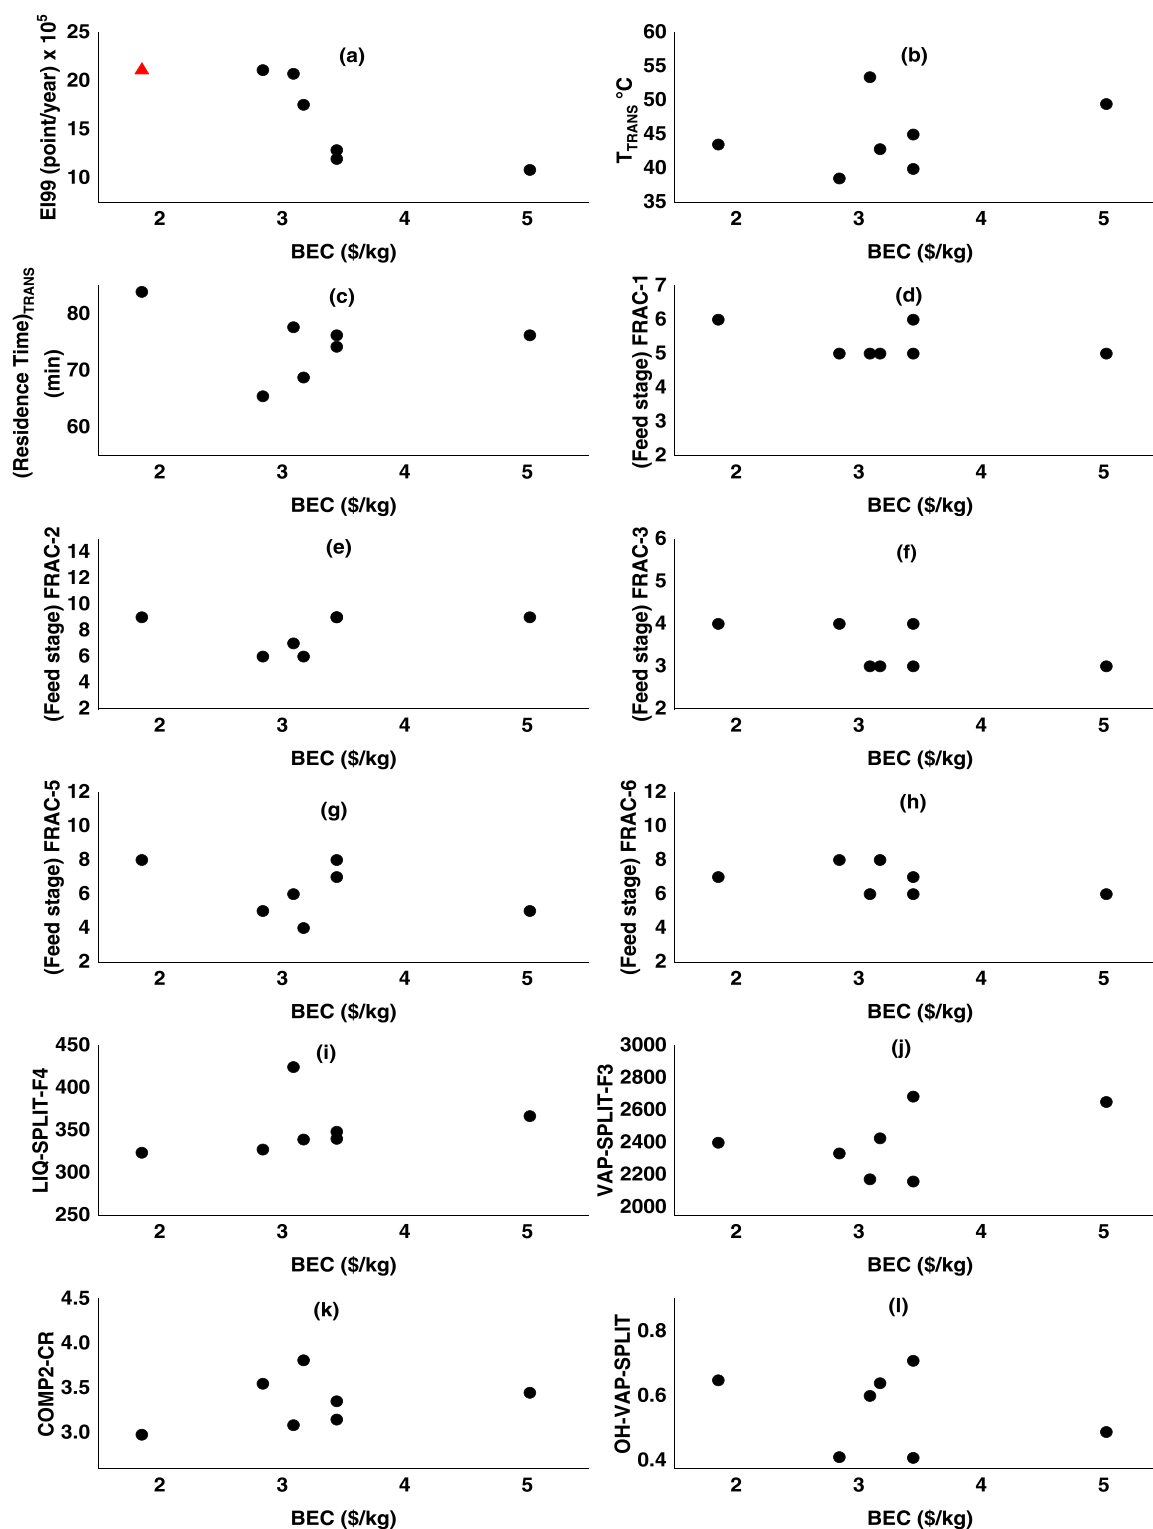 (a)
EI99 (point/year) x 10⁵
25
20
15
10
2 3 4 5
BEC ($/kg)
(b)
T_TRANS °C
60
55
50
45
40
35
2 3 4 5
BEC ($/kg)
(c)
(Residence Time)_TRANS
(min)
80
70
60
2 3 4 5
BEC ($/kg)
(d)
(Feed stage) FRAC-1
7
6
5
4
3
2
2 3 4 5
BEC ($/kg)
(e)
(Feed stage) FRAC-2
14
12
10
8
6
4
2
2 3 4 5
BEC ($/kg)
(f)
(Feed stage) FRAC-3
6
5
4
3
2
2 3 4 5
BEC ($/kg)
(g)
(Feed stage) FRAC-5
12
10
8
6
4
2
2 3 4 5
BEC ($/kg)
(h)
(Feed stage) FRAC-6
12
10
8
6
4
2
2 3 4 5
BEC ($/kg)
(i)
LIQ-SPLIT-F4
450
400
350
300
250
2 3 4 5
BEC ($/kg)
(j)
VAP-SPLIT-F3
3000
2800
2600
2400
2200
2000
2 3 4 5
BEC ($/kg)
(k)
COMP2-CR
4.5
4.0
3.5
3.0
2 3 4 5
BEC ($/kg)
(l)
OH-VAP-SPLIT
0.8
0.6
0.4
2 3 4 5
BEC ($/kg)